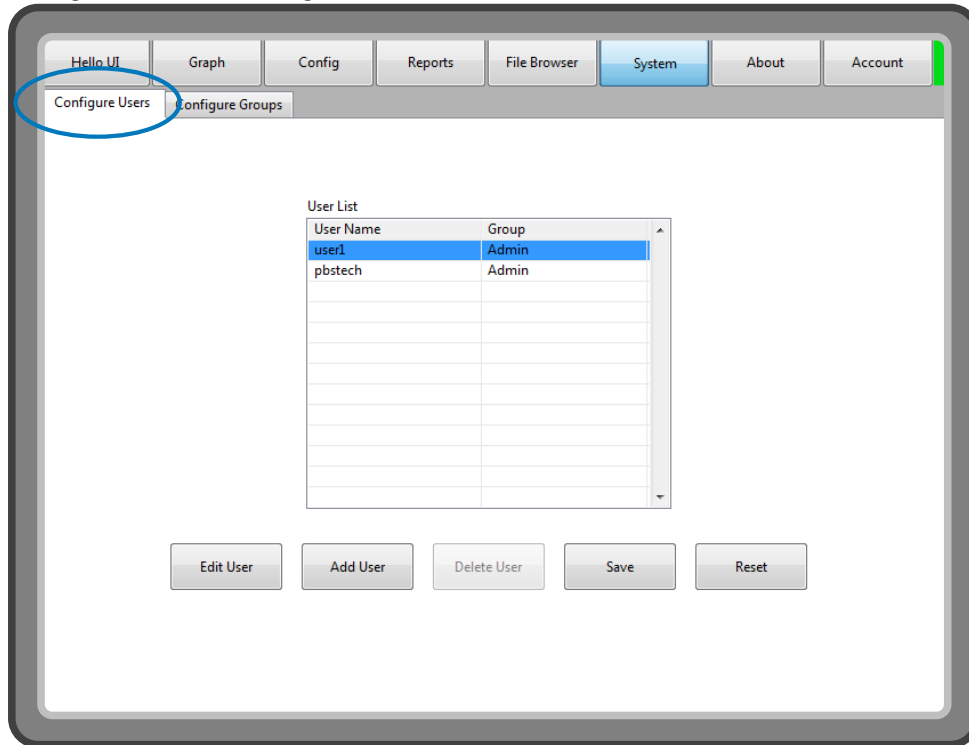 Hello UI Graph Config Reports File Browser System About Account
Configure Users Configure Groups
User List
User Name Group
user1 Admin
pbstech Admin
Edit User Add User Delete User Save Reset